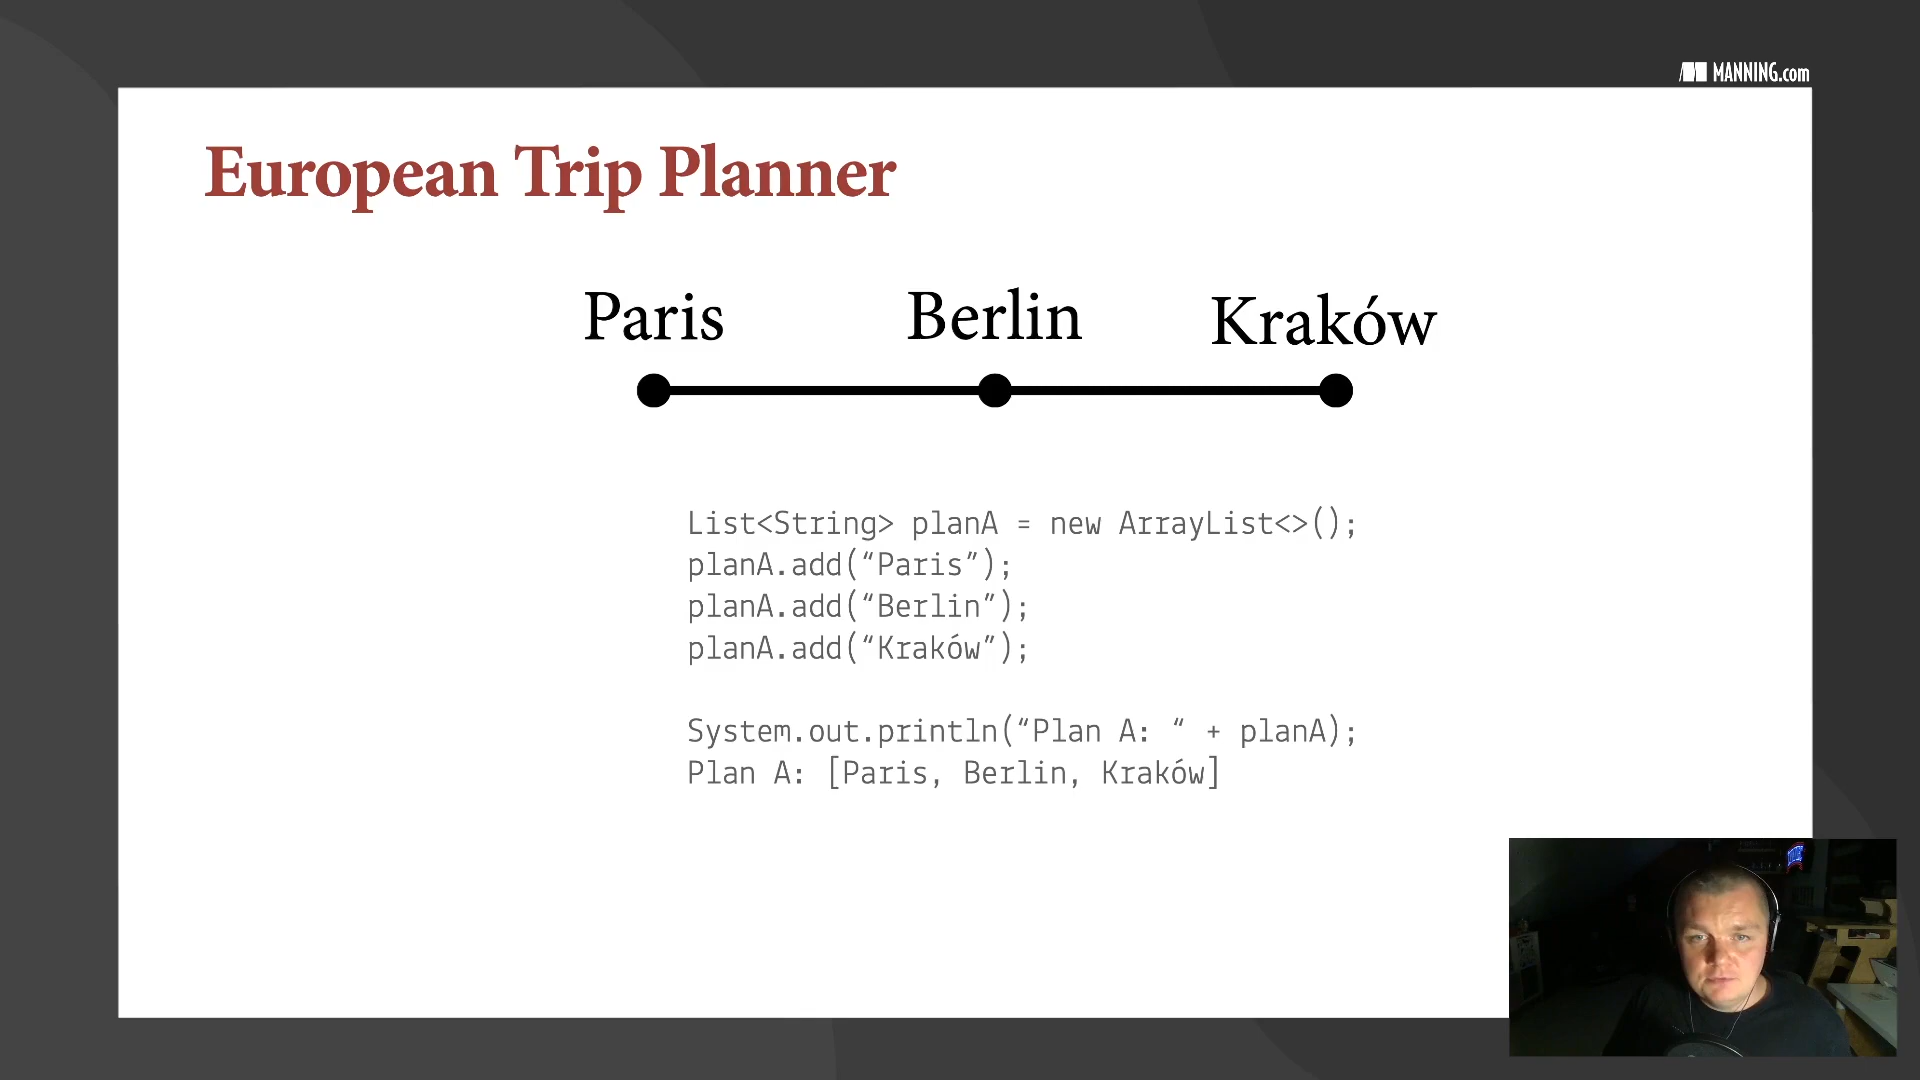 MANNING.com
European Trip Planner
Paris Berlin Kraków
List<String> planA = new ArrayList<>();
planA.add(“Paris”);
planA.add(“Berlin”);
planA.add(“Kraków”);
System.out.println(“Plan A: “ + planA);
Plan A: [Paris, Berlin, Kraków]